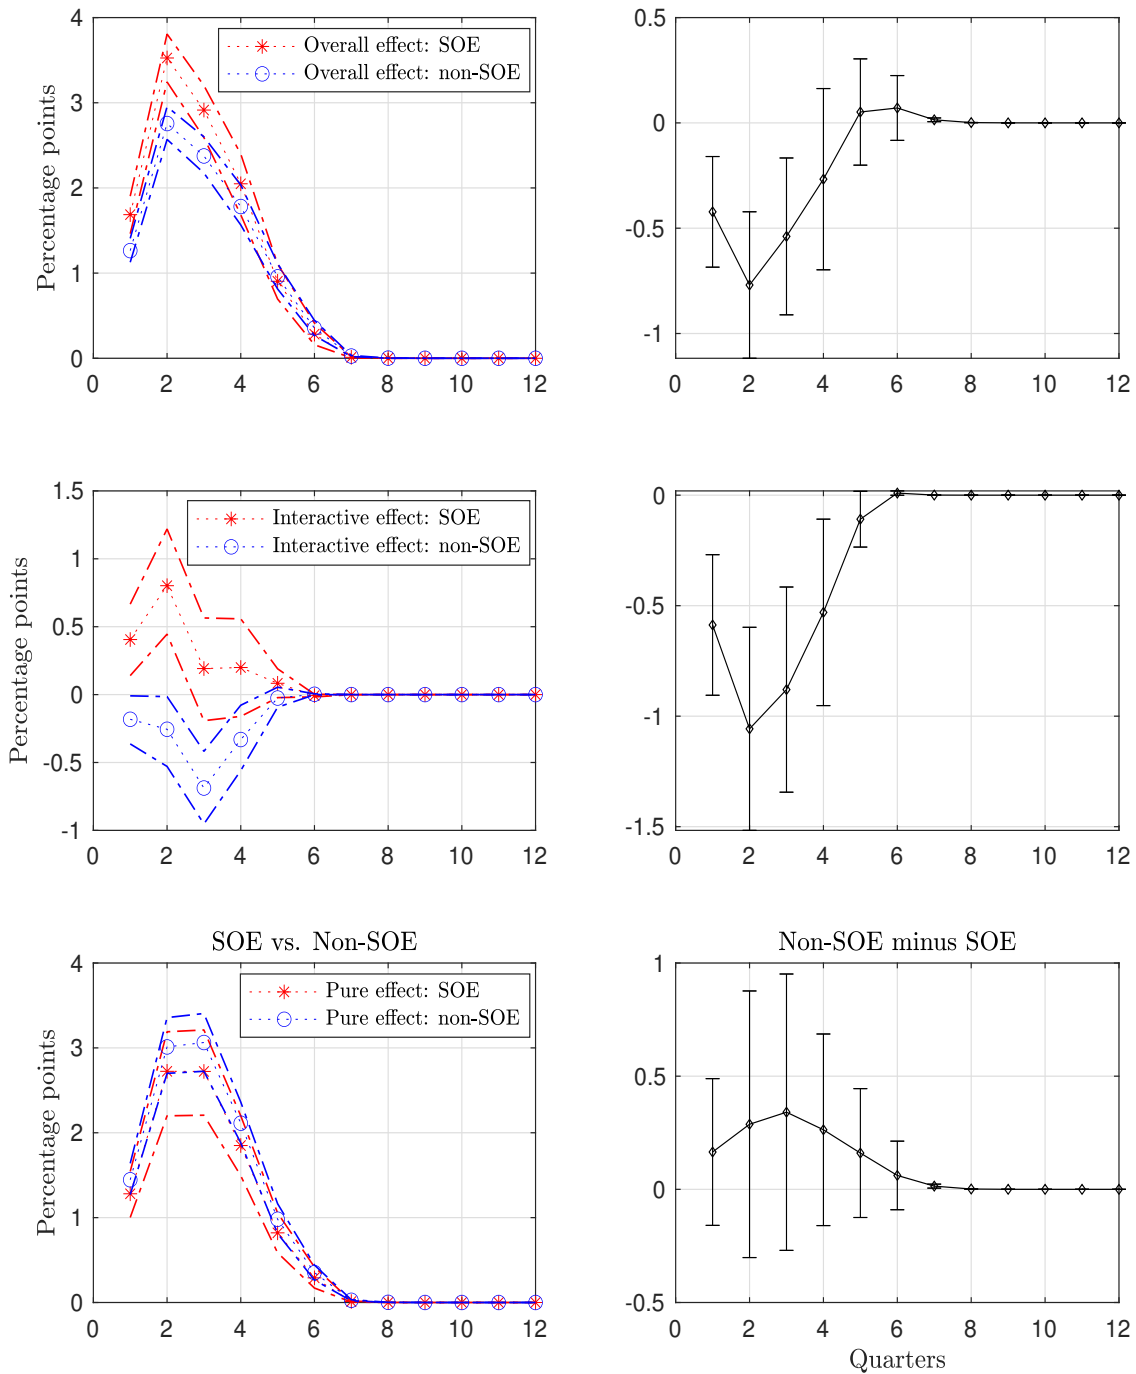 Percentage points
4
3
2
1
0
0 2 4 6 8 10 12
Overall effect: SOE
Overall effect: non-SOE
0.5
0
-0.5
-1
0 2 4 6 8 10 12
Percentage points
1.5
1
0.5
0
-0.5
-1
0 2 4 6 8 10 12
Interactive effect: SOE
Interactive effect: non-SOE
0
-0.5
-1
-1.5
0 2 4 6 8 10 12
SOE vs. Non-SOE
Percentage points
4
3
2
1
0
0 2 4 6 8 10 12
Pure effect: SOE
Pure effect: non-SOE
Non-SOE minus SOE
1
0.5
0
-0.5
0 2 4 6 8 10 12
Quarters